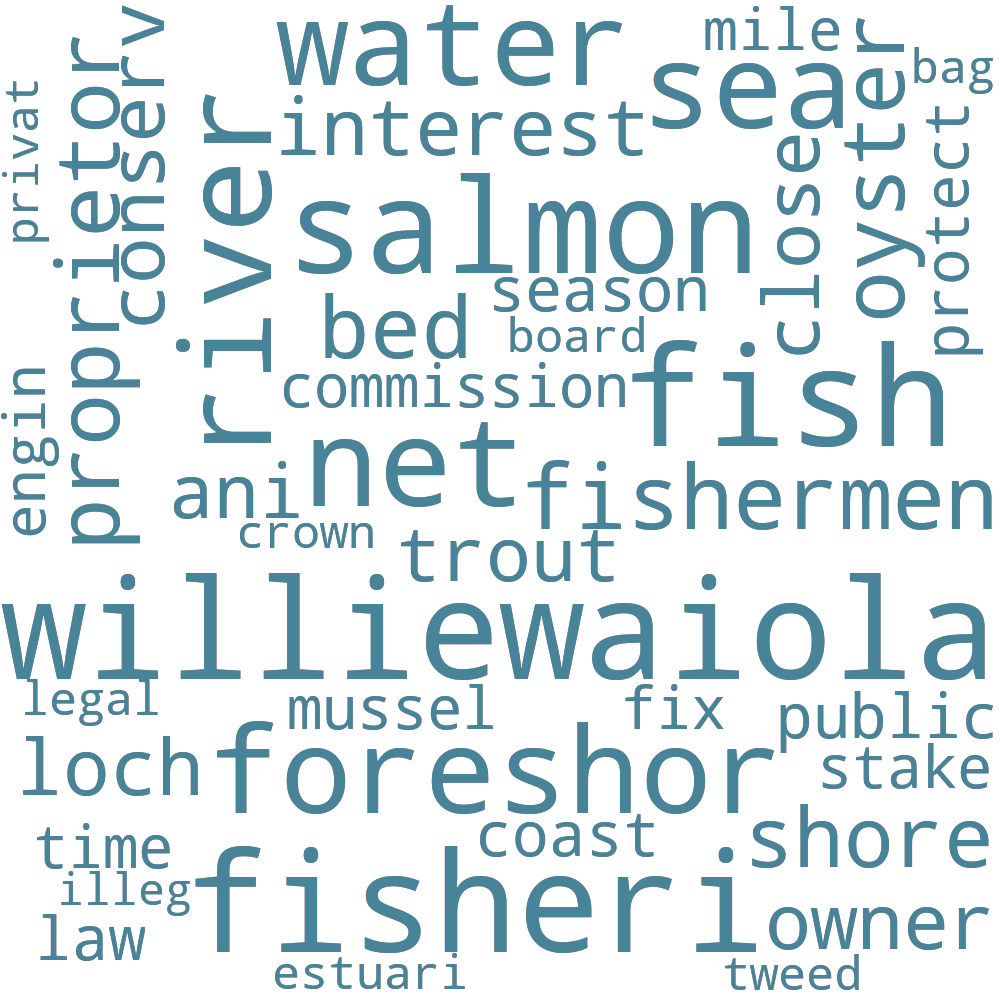 water
mile
sea
bag
privat
proprietor
conserv
river
interest
close
oyster
protect
salmon
season
bed
board
commission
fish
engin
net
ani
fishermen
crown
trout
williewaiola
legal
mussel
fix
public
loch
foreshor
stake
time
coast
shore
illeg
fisheri
law
owner
estuari
tweed